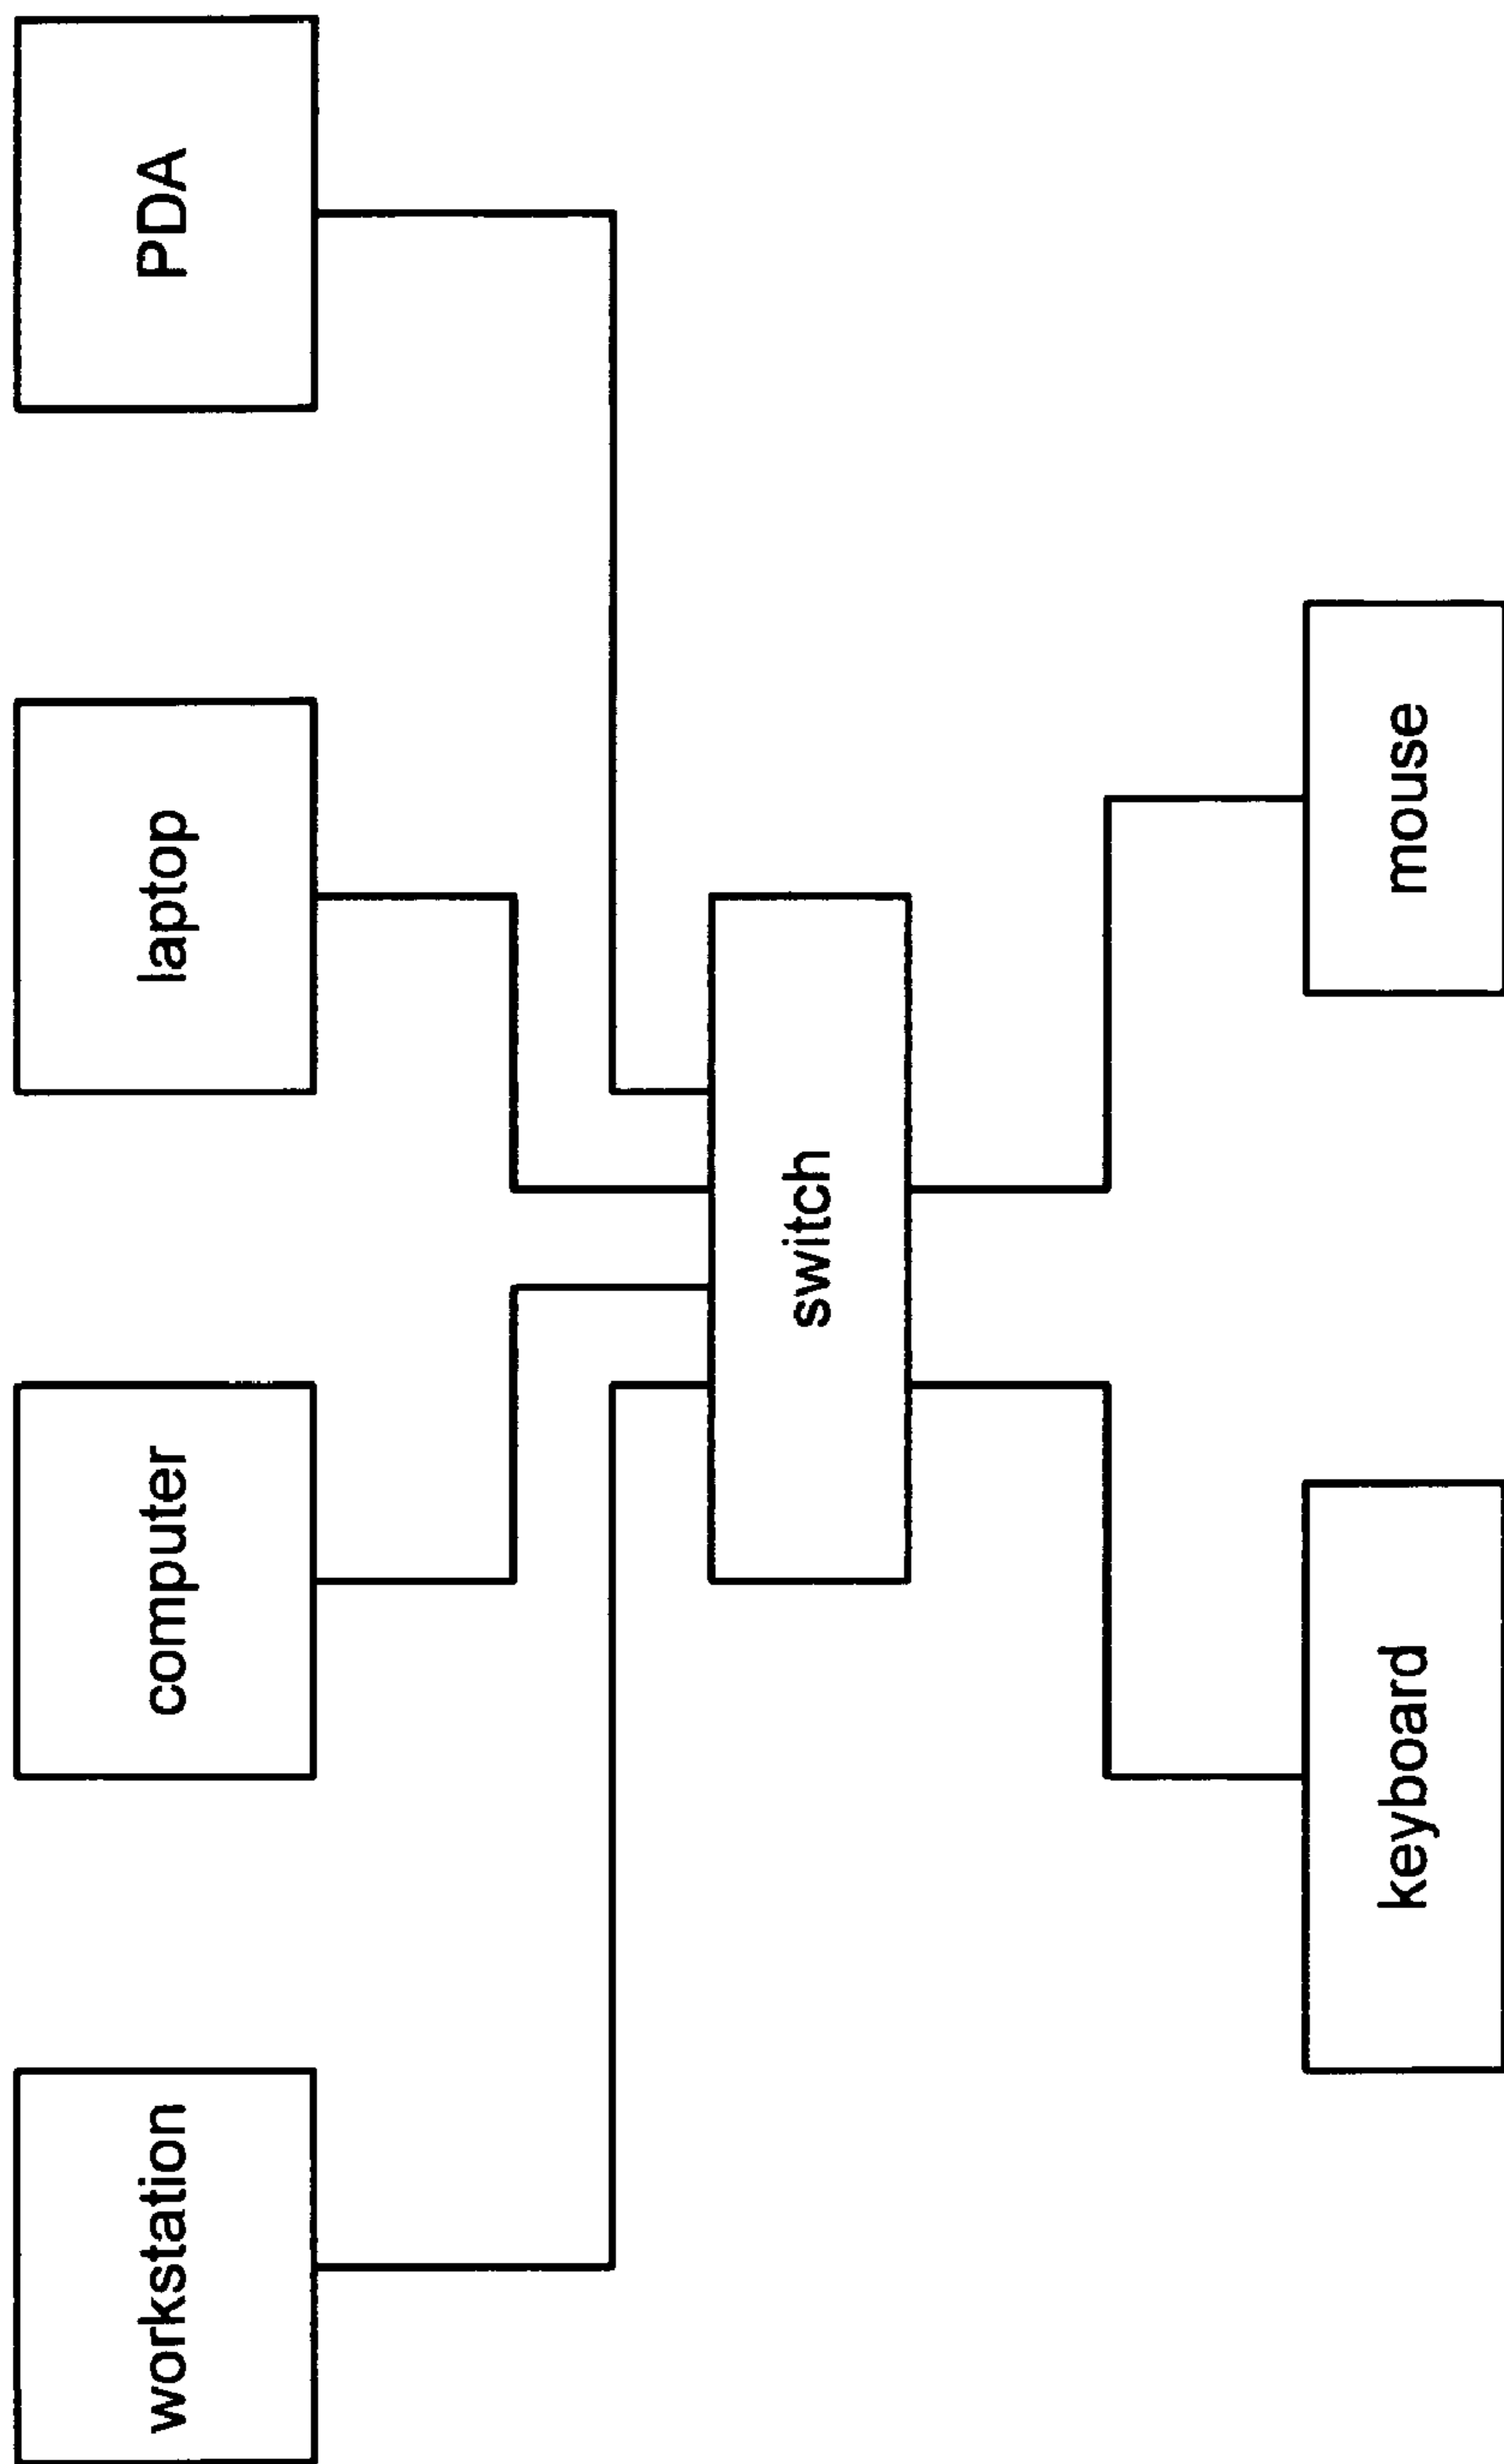 workstation
computer
laptop
PDA
switch
keyboard
mouse